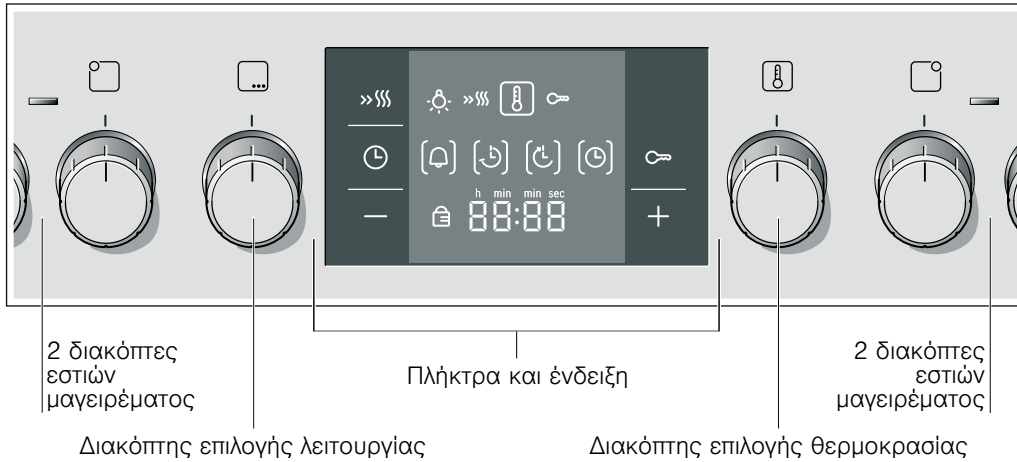 h min min sec
88:88
2 διακόπτες
εστιών
μαγειρέματος
Πλήκτρα και ένδειξη
2 διακόπτες
εστιών
μαγειρέματος
Διακόπτης επιλογής λειτουργίας
Διακόπτης επιλογής θερμοκρασίας